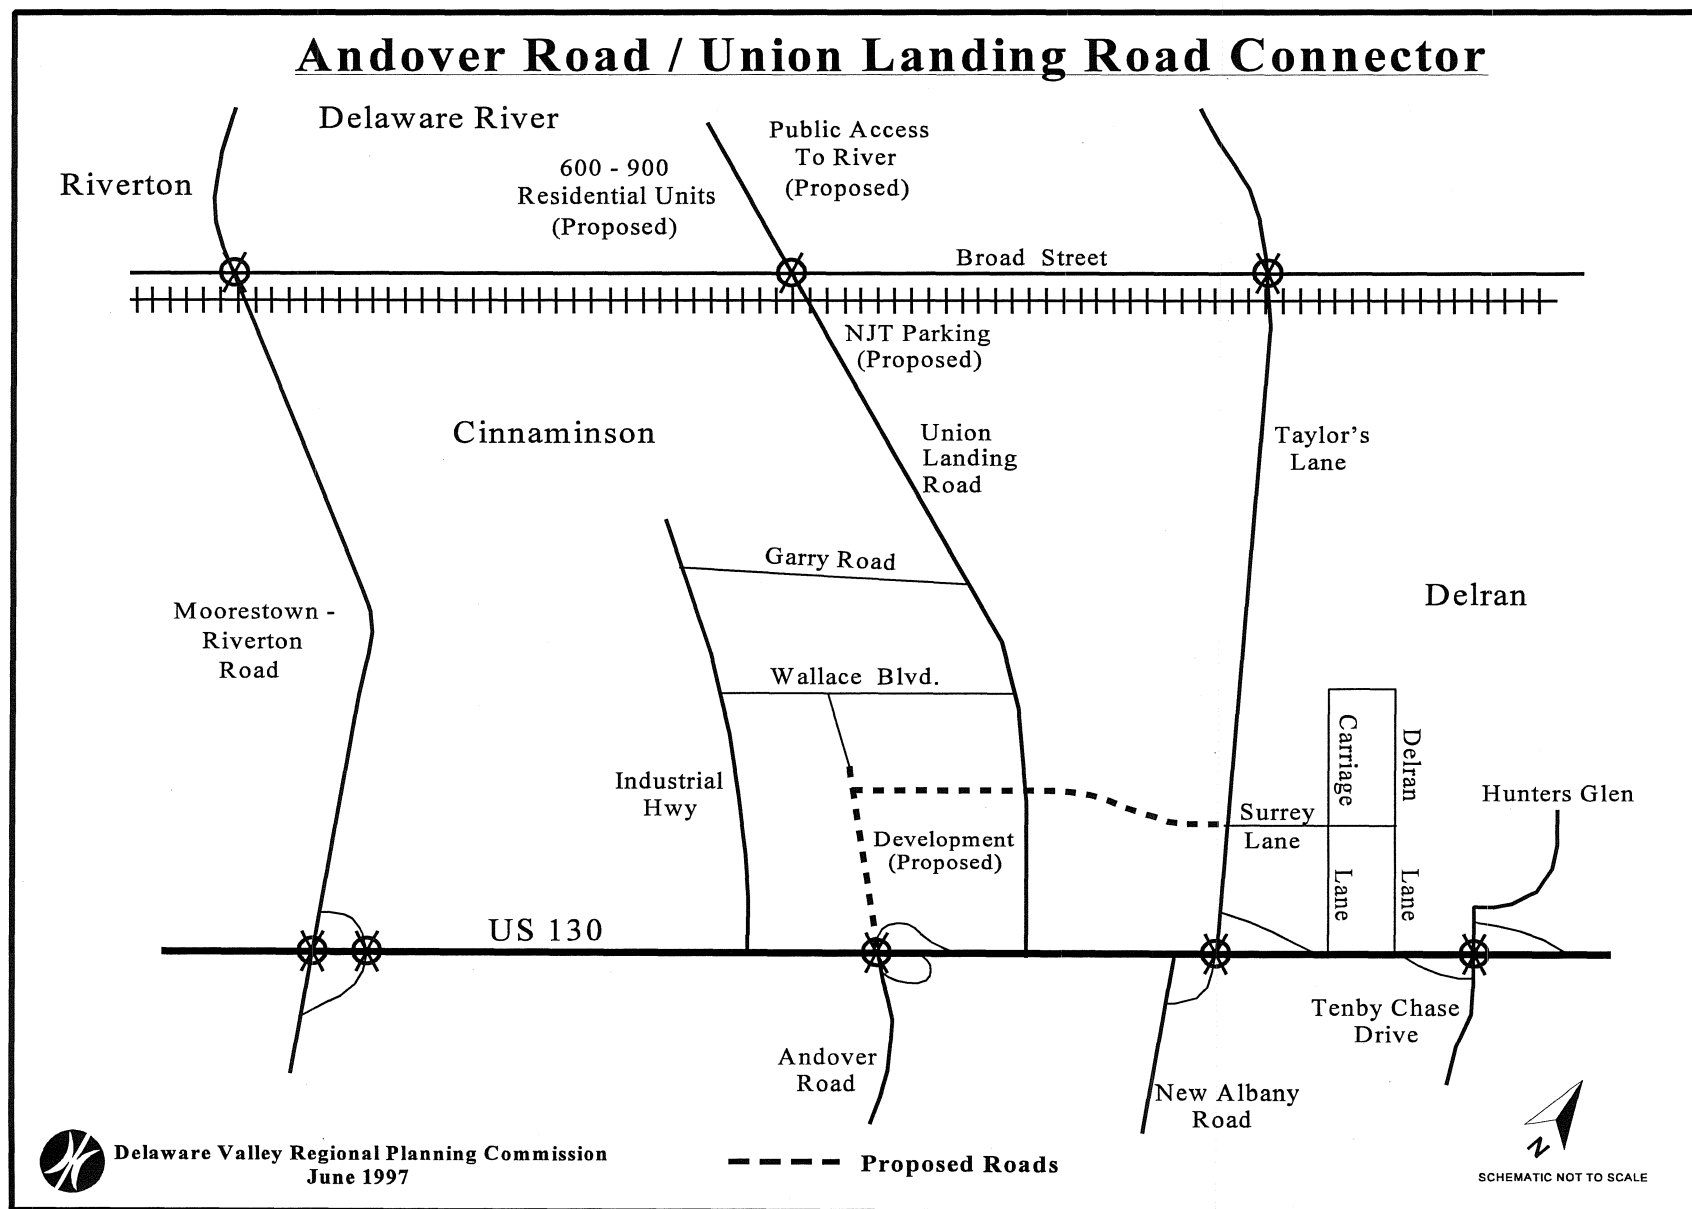 Andover Road / Union Landing Road Connector
Delaware River
Public Access
To River
(Proposed)
600 - 900
Residential Units
(Proposed)
Riverton
Broad Street
NJT Parking
(Proposed)
Cinnaminson
Union
Landing
Road
Taylor's
Lane
Garry Road
Delran
Moorestown -
Riverton
Road
Wallace Blvd.
Industrial
Hwy
Carriage
Lane
Delran
Lane
Hunters Glen
Surrey
Lane
Development
(Proposed)
US 130
Tenby Chase
Drive
Andover
Road
New Albany
Road
N
Delaware Valley Regional Planning Commission
June 1997
Proposed Roads
SCHEMATIC NOT TO SCALE